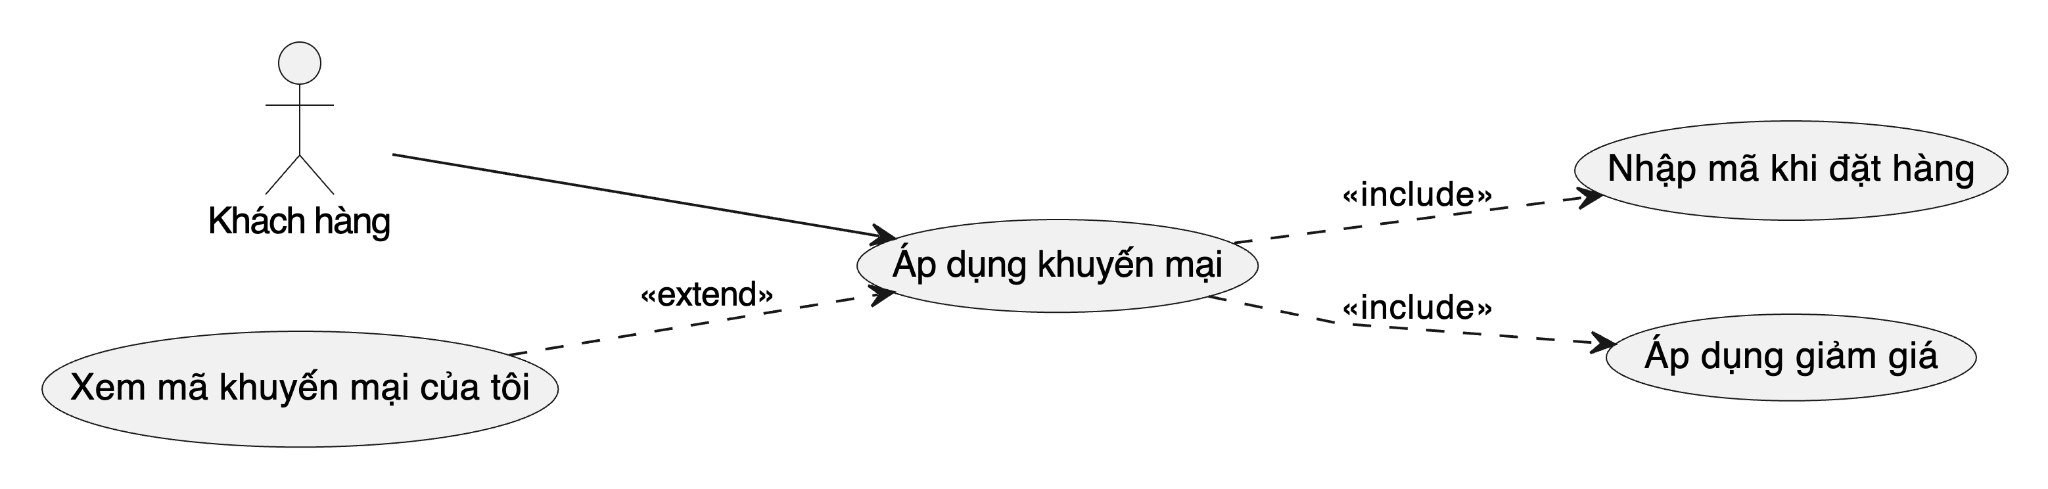 Khách hàng
Xem mã khuyến mại của tôi
«extend»
Áp dụng khuyến mại
«include»
Nhập mã khi đặt hàng
«include»
Áp dụng giảm giá